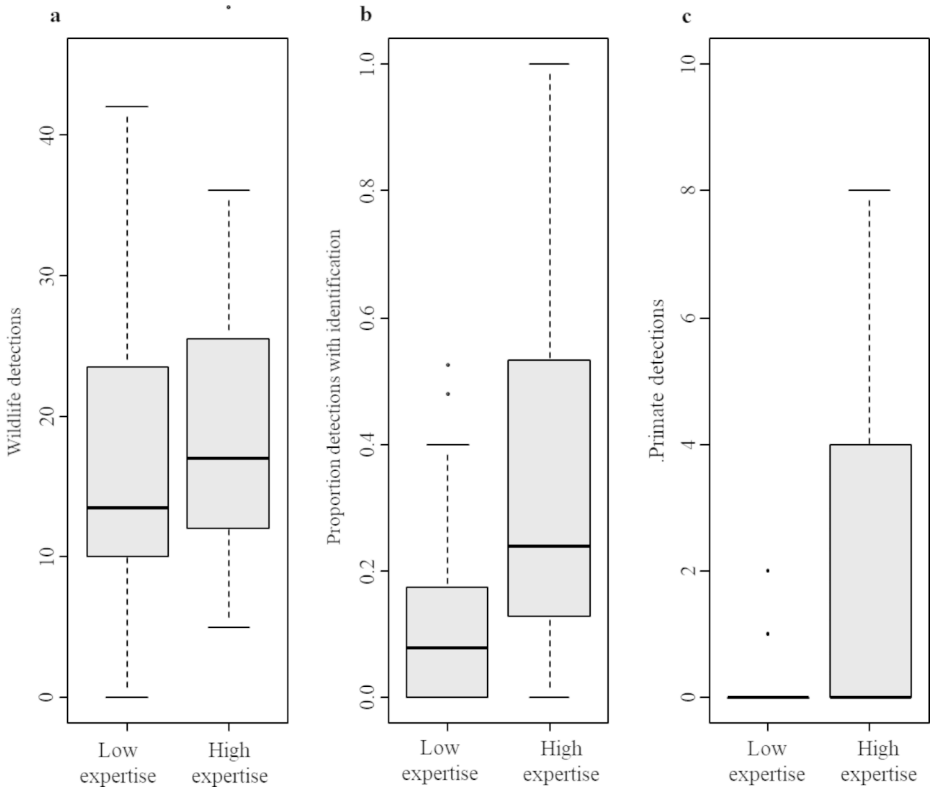 a
Wildlife detections
40
30
20
10
0
Low
expertise
High
expertise
b
Proportion detections with identification
1.0
0.8
0.6
0.4
0.2
0.0
Low
expertise
High
expertise
c
.Primate detections
10
8
6
4
2
0
Low
expertise
High
expertise